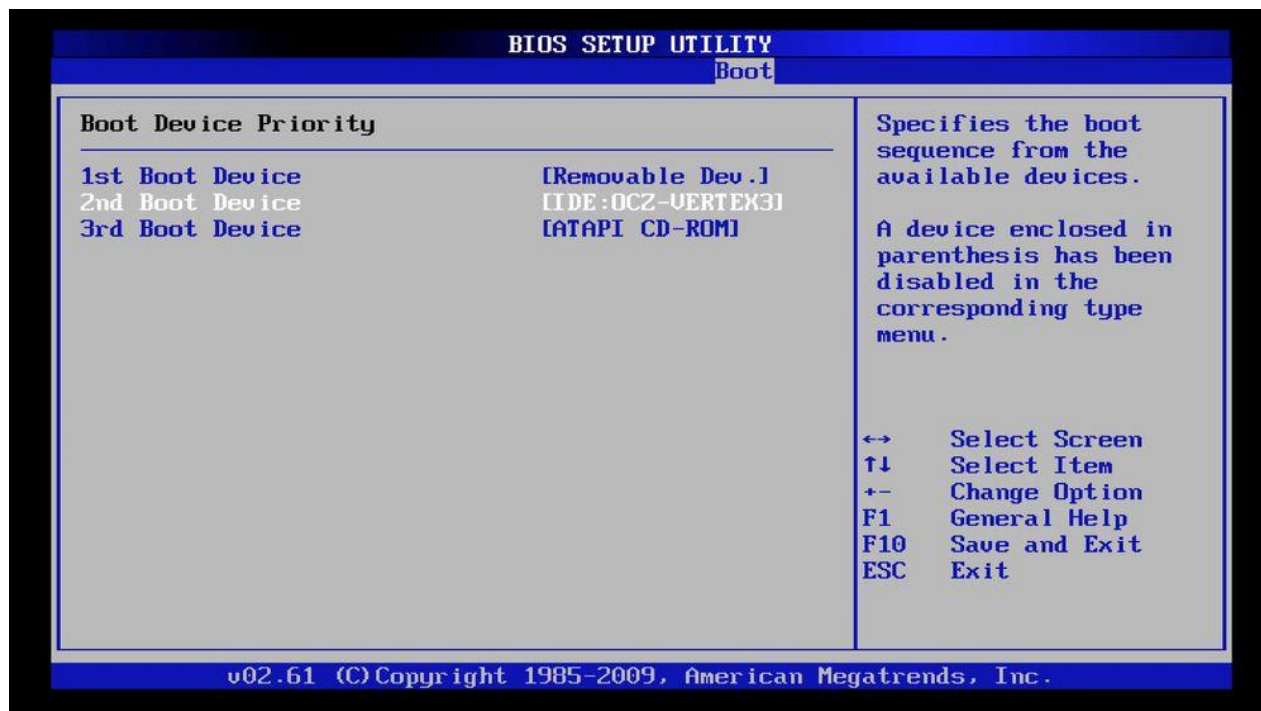 BIOS SETUP UTILITY
Boot
Boot Device Priority
1st Boot Device [Removable Dev.]
2nd Boot Device [IDE:OCZ-VERTEX3]
3rd Boot Device [ATAPI CD-ROM]
Specifies the boot
sequence from the
available devices.
A device enclosed in
parenthesis has been
disabled in the
corresponding type
menu.
←→ Select Screen
↑↓ Select Item
+- Change Option
F1 General Help
F10 Save and Exit
ESC Exit
v02.61 (C)Copyright 1985-2009, American Megatrends, Inc.